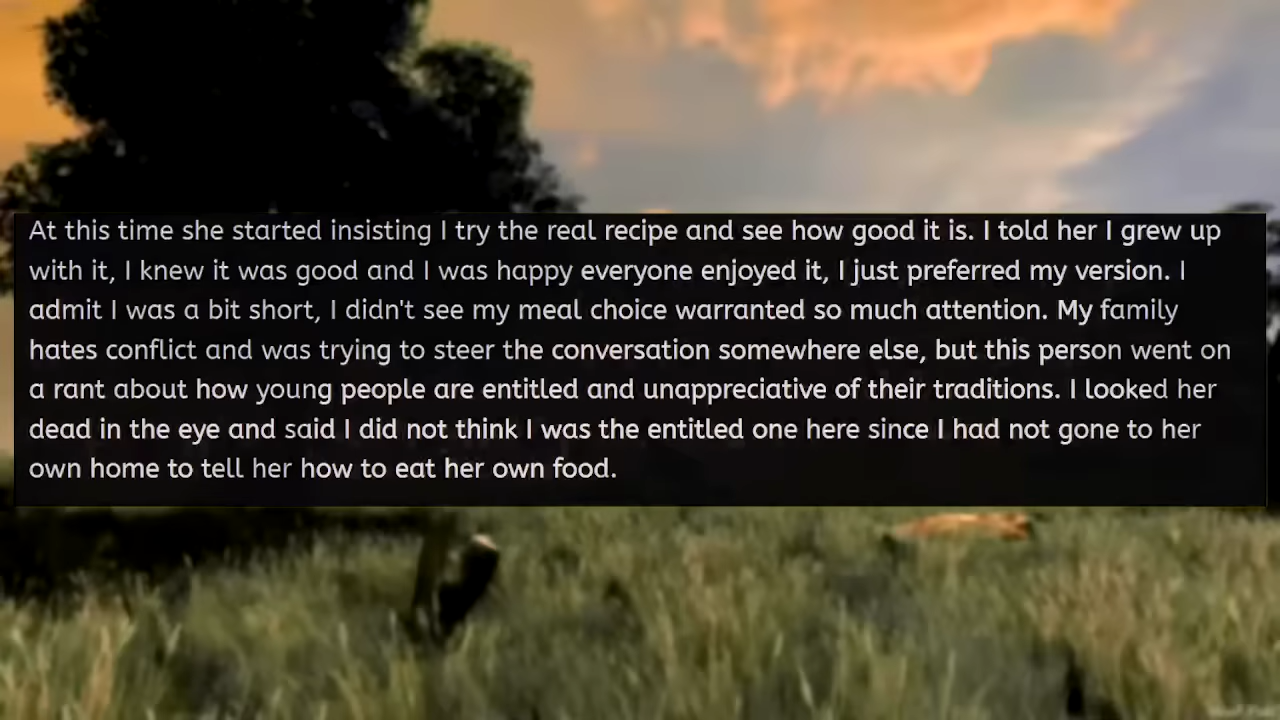 At this time she started insisting I try the real recipe and see how good it is. I told her I grew up
with it, I knew it was good and I was happy everyone enjoyed it, I just preferred my version. I
admit I was a bit short, I didn't see my meal choice warranted so much attention. My family
hates conflict and was trying to steer the conversation somewhere else, but this person went on
a rant about how young people are entitled and unappreciative of their traditions. I looked her
dead in the eye and said I did not think I was the entitled one here since I had not gone to her
own home to tell her how to eat her own food.